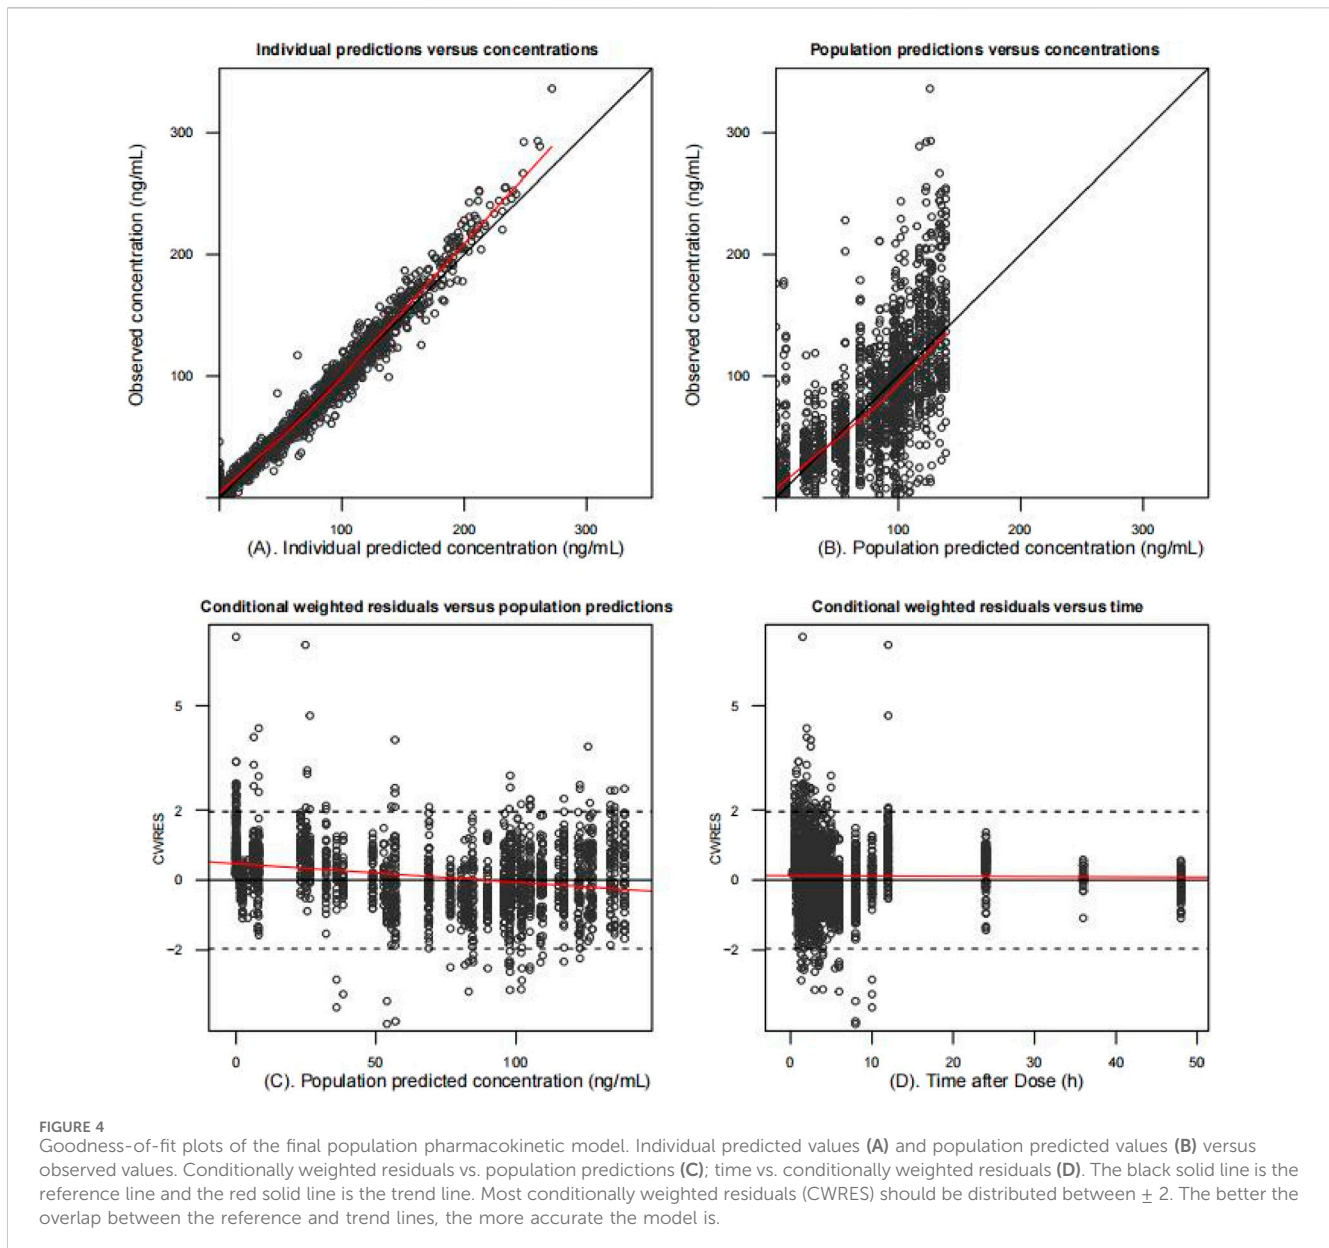 Individual predictions versus concentrations
Observed concentration (ng/mL)
300
200
100
100
200
300
(A). Individual predicted concentration (ng/mL)
Population predictions versus concentrations
Observed concentration (ng/mL)
300
200
100
100
200
300
(B). Population predicted concentration (ng/mL)
Conditional weighted residuals versus population predictions
CWRES
5
2
0
−2
0
50
100
(C). Population predicted concentration (ng/mL)
Conditional weighted residuals versus time
CWRES
5
2
0
−2
0
10
20
30
40
50
(D). Time after Dose (h)
FIGURE 4
Goodness-of-fit plots of the final population pharmacokinetic model. Individual predicted values (A) and population predicted values (B) versus
observed values. Conditionally weighted residuals vs. population predictions (C); time vs. conditionally weighted residuals (D). The black solid line is the
reference line and the red solid line is the trend line. Most conditionally weighted residuals (CWRES) should be distributed between ± 2. The better the
overlap between the reference and trend lines, the more accurate the model is.